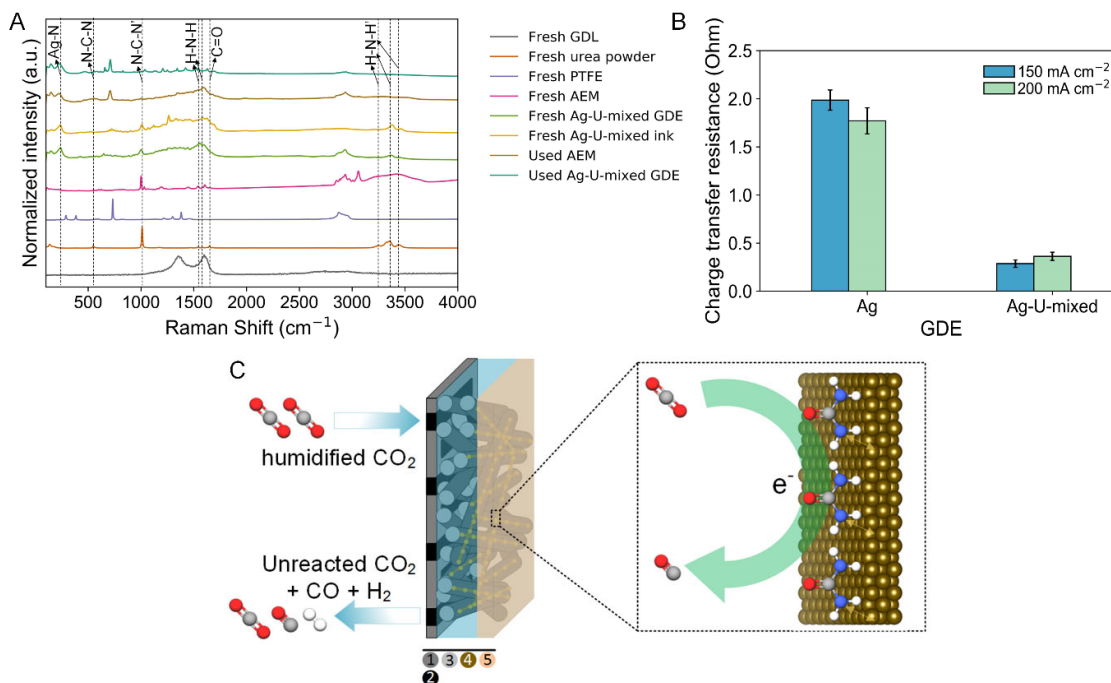 A
Normalized intensity (a.u.)
Ag-N
N-C-N
N-C-N'
H-N-H
C=O
H-N-H'
500 1000 1500 2000 2500 3000 3500 4000
Raman Shift (cm⁻¹)
Fresh GDL
Fresh urea powder
Fresh PTFE
Fresh AEM
Fresh Ag-U-mixed GDE
Fresh Ag-U-mixed ink
Used AEM
Used Ag-U-mixed GDE
B
Charge transfer resistance (Ohm)
2.5
2.0
1.5
1.0
0.5
0.0
150 mA cm⁻²
200 mA cm⁻²
Ag Ag-U-mixed
GDE
C
humidified CO₂
Unreacted CO₂
+ CO + H₂
1 3 4 5
2
e⁻